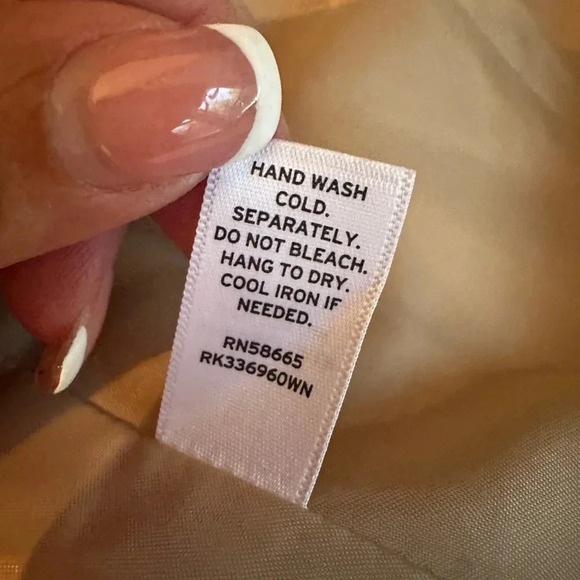 HAND WASH
COLD.
SEPARATELY.
DO NOT BLEACH.
HANG TO DRY.
COOL IRON IF
NEEDED.
RN58665
RK336960WN